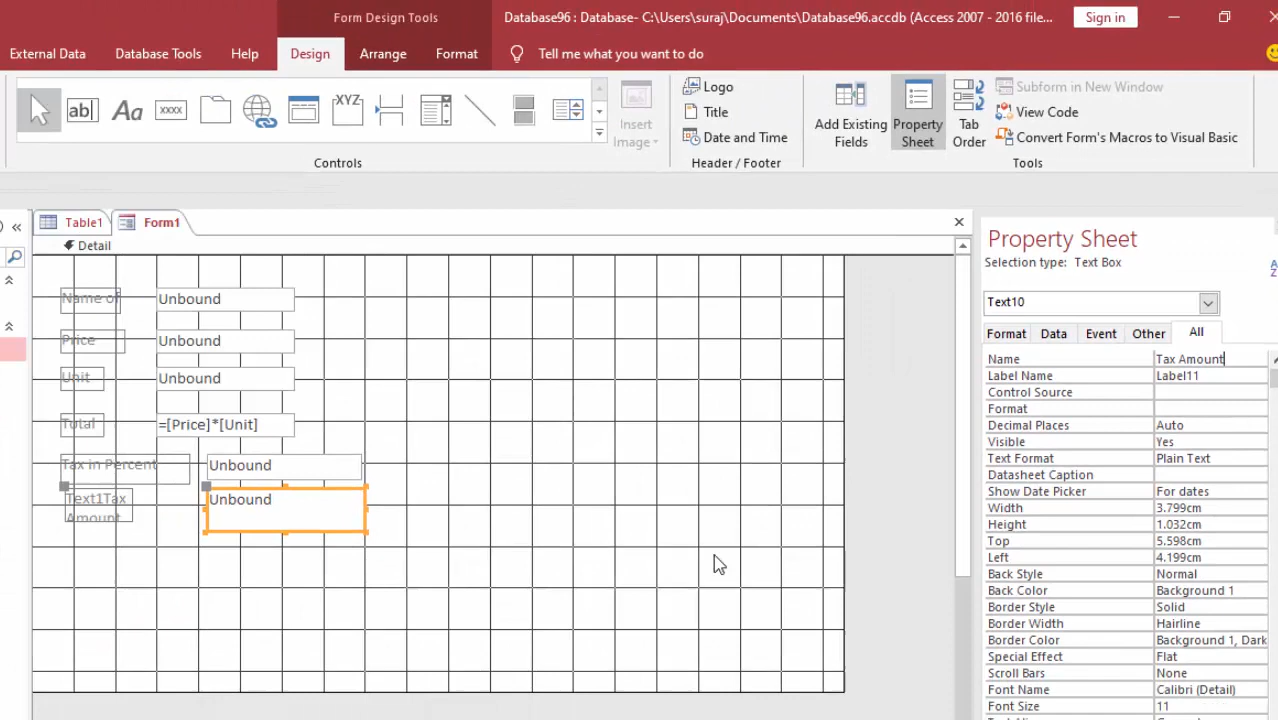 Form Design Tools
Database96 : Database- C:\Users\suraj\Documents\Database96.accdb (Access 2007 - 2016 file...
Sign in
External Data
Database Tools
Help
Design
Arrange
Format
Tell me what you want to do
ab|
Aa
xxxx
XYZ
Insert
Image
Logo
Title
Date and Time
Add Existing
Fields
Property
Sheet
Tab
Order
Subform in New Window
View Code
Convert Form's Macros to Visual Basic
Controls
Header / Footer
Tools
Table1
Form1
Detail
Name of
Unbound
Price
Unbound
Unit
Unbound
Total
=[Price]*[Unit]
Tax in Percent
Unbound
Text1Tax
Amount
Unbound
Property Sheet
Selection type: Text Box
A
Z
Text10
Format Data Event Other All
Name Tax Amount
Label Name Label11
Control Source
Format
Decimal Places Auto
Visible Yes
Text Format Plain Text
Datasheet Caption
Show Date Picker For dates
Width 3.799cm
Height 1.032cm
Top 5.598cm
Left 4.199cm
Back Style Normal
Back Color Background 1
Border Style Solid
Border Width Hairline
Border Color Background 1, Dark
Special Effect Flat
Scroll Bars None
Font Name Calibri (Detail)
Font Size 11